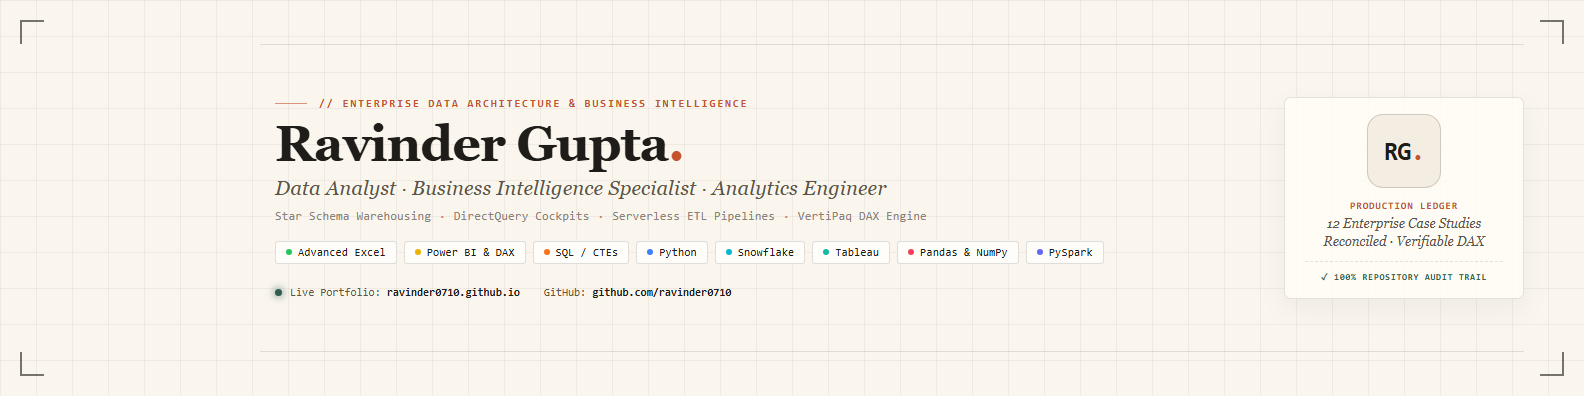 // ENTERPRISE DATA ARCHITECTURE & BUSINESS INTELLIGENCE
Ravinder Gupta.
Data Analyst · Business Intelligence Specialist · Analytics Engineer
Star Schema Warehousing · DirectQuery Cockpits · Serverless ETL Pipelines · VertiPaq DAX Engine
Advanced Excel Power BI & DAX SQL / CTEs Python Snowflake Tableau Pandas & NumPy PySpark
Live Portfolio: ravinder0710.github.io GitHub: github.com/ravinder0710
RG.
PRODUCTION LEDGER
12 Enterprise Case Studies
Reconciled · Verifiable DAX
✓ 100% REPOSITORY AUDIT TRAIL